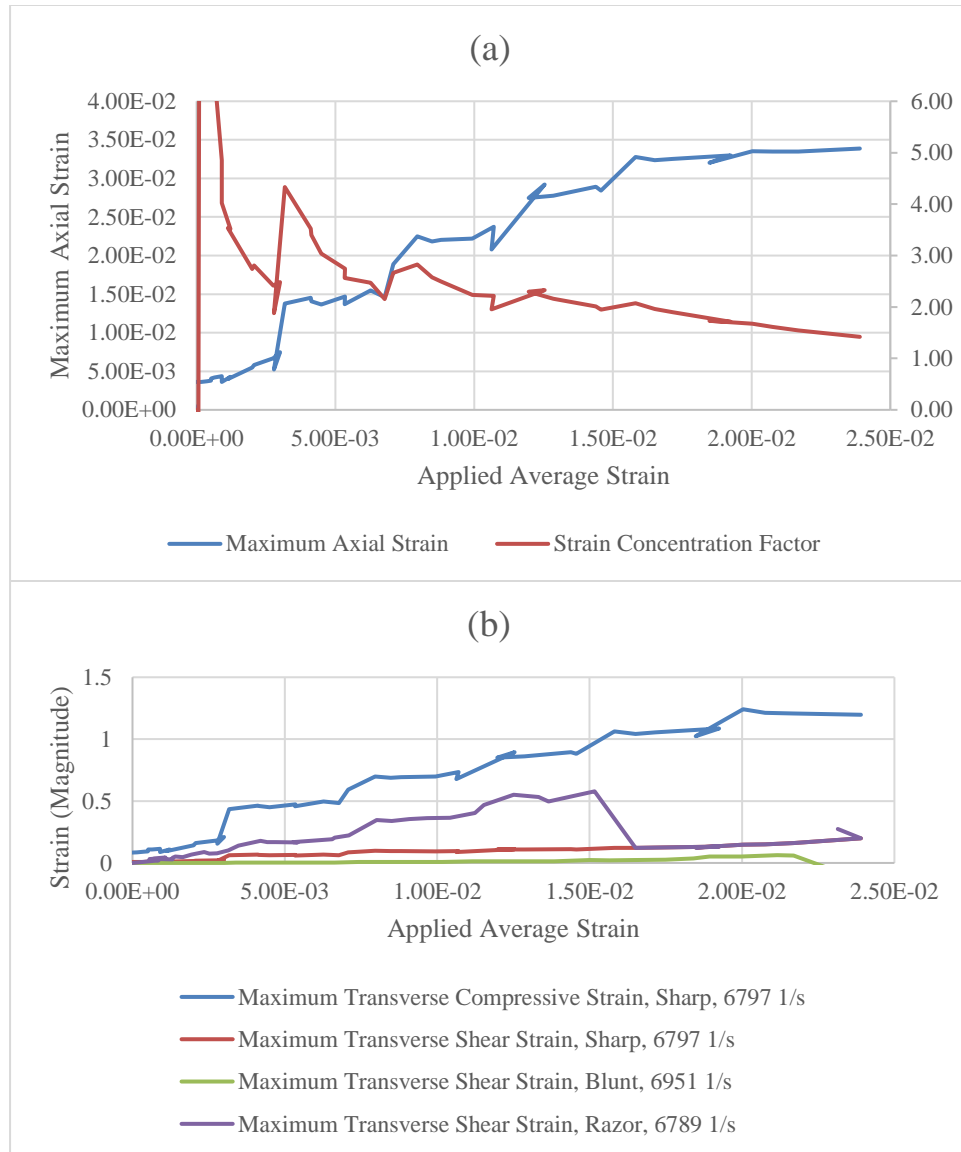 (a)
Maximum Axial Strain
4.00E-02
3.50E-02
3.00E-02
2.50E-02
2.00E-02
1.50E-02
1.00E-02
5.00E-03
0.00E+00
6.00
5.00
4.00
3.00
2.00
1.00
0.00
0.00E+00 5.00E-03 1.00E-02 1.50E-02 2.00E-02 2.50E-02
Applied Average Strain
Maximum Axial Strain Strain Concentration Factor
(b)
Strain (Magnitude)
1.5
1
0.5
0
0.00E+00 5.00E-03 1.00E-02 1.50E-02 2.00E-02 2.50E-02
Applied Average Strain
Maximum Transverse Compressive Strain, Sharp, 6797 1/s
Maximum Transverse Shear Strain, Sharp, 6797 1/s
Maximum Transverse Shear Strain, Blunt, 6951 1/s
Maximum Transverse Shear Strain, Razor, 6789 1/s